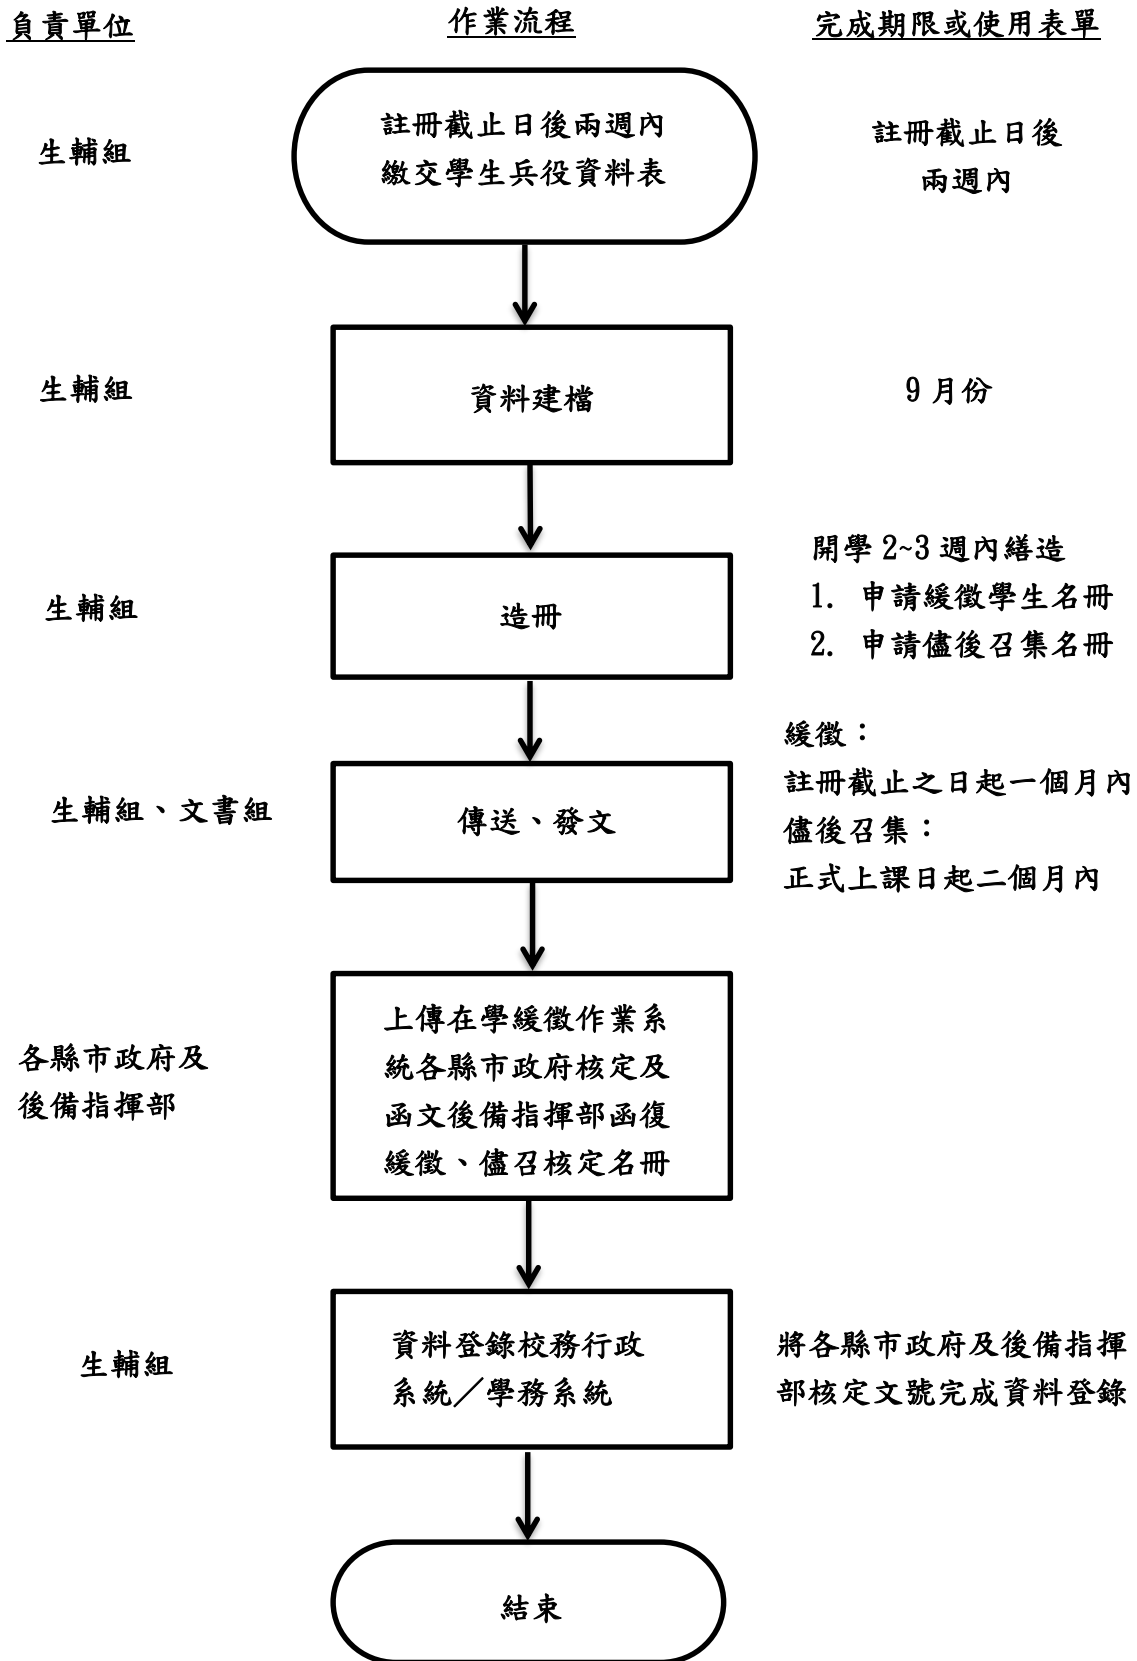 負責單位
作業流程
完成期限或使用表單
生輔組
註冊截止日後兩週內
繳交學生兵役資料表
註冊截止日後
兩週內
生輔組
資料建檔
9 月份
生輔組
造冊
開學 2~3 週內繕造
1. 申請緩徵學生名冊
2. 申請儘後召集名冊
生輔組、文書組
傳送、發文
緩徵：
註冊截止之日起一個月內
儘後召集：
正式上課日起二個月內
各縣市政府及
後備指揮部
上傳在學緩徵作業系
統各縣市政府核定及
函文後備指揮部函復
緩徵、儘召核定名冊
生輔組
資料登錄校務行政
系統／學務系統
將各縣市政府及後備指揮
部核定文號完成資料登錄
結束